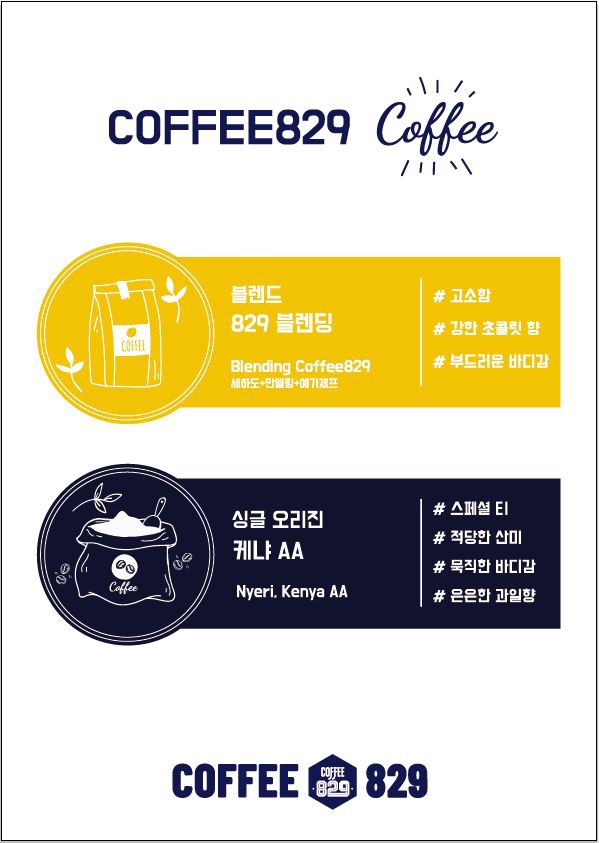 COFFEE829 Coffee
COFFEE
블렌드
829 블렌딩
Blending Coffee829
세하도+만델링+예가체프
# 고소함
# 강한 초콜릿 향
# 부드러운 바디감
Coffee
싱글 오리진
케냐 AA
Nyeri, Kenya AA
# 스페셜 티
# 적당한 산미
# 묵직한 바디감
# 은은한 과일향
COFFEE COFFEE 829 829